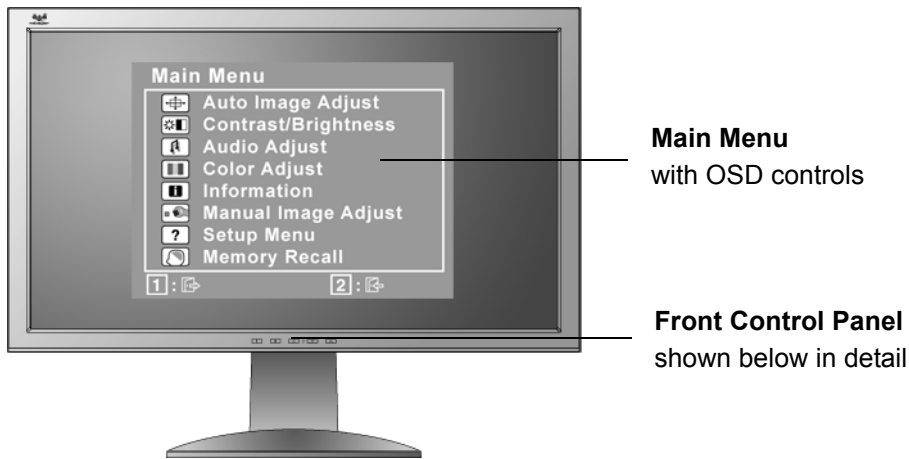 Main Menu
Auto Image Adjust
Contrast/Brightness
Audio Adjust
Color Adjust
Information
Manual Image Adjust
? Setup Menu
Memory Recall
1 : 2 :
Main Menu
with OSD controls
Front Control Panel
shown below in detail